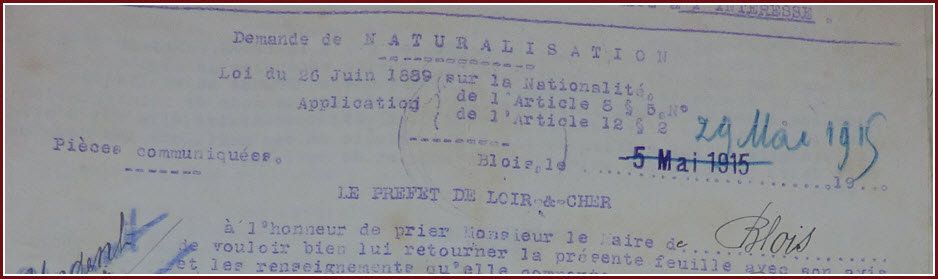 A L'INTERESSE.
Demande de NATURALISATION
Loi du 26 Juin 1889 sur la Nationalité.
Application de l'Article 8 § 5.N°
de l'Article 12 § 2
29 Mai 1915
Pièces communiquées.
Blois, le 5 Mai 1915 19
LE PREFET DE LOIR-&-CHER
à l'honneur de prier Monsieur le Maire de Blois
de vouloir bien lui retourner la présente feuille avec son avis
et les renseignements qu'elle